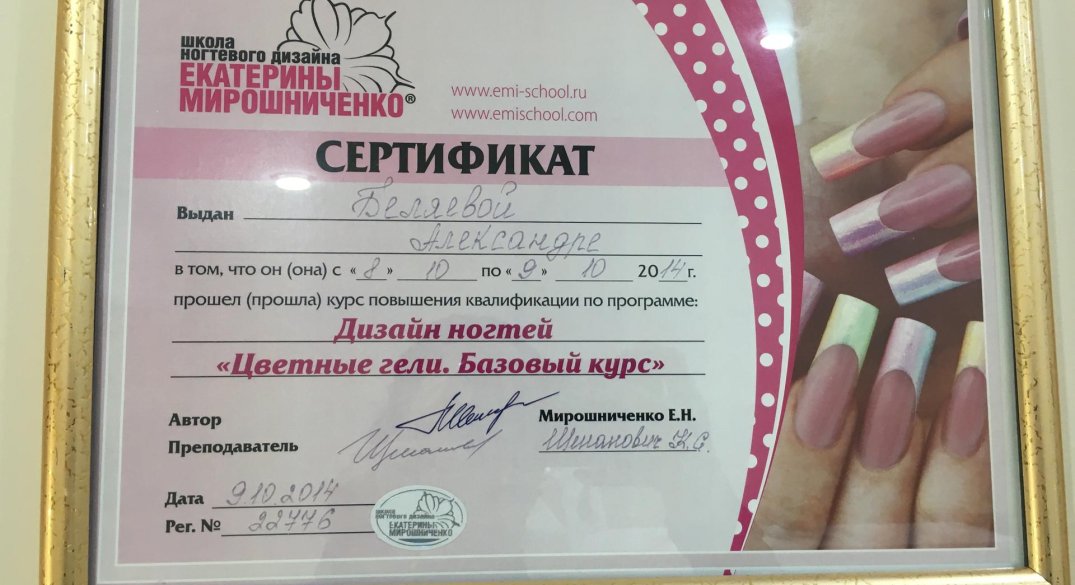 школа
ногтевого дизайна
ЕКАТЕРИНЫ
МИРОШНИЧЕНКО®
www.emi-school.ru
www.emischool.com
СЕРТИФИКАТ
Выдан Беляевой
Александре
в том, что он (она) с «8» 10 по «9» 10 2014 г.
прошел (прошла) курс повышения квалификации по программе:
Дизайн ногтей
«Цветные гели. Базовый курс»
Автор Мирошниченко Е.Н.
Преподаватель К.С.
Дата 9.10.2014
Рег. № 22776
школа
ногтевого дизайна
ЕКАТЕРИНЫ
МИРОШНИЧЕНКО